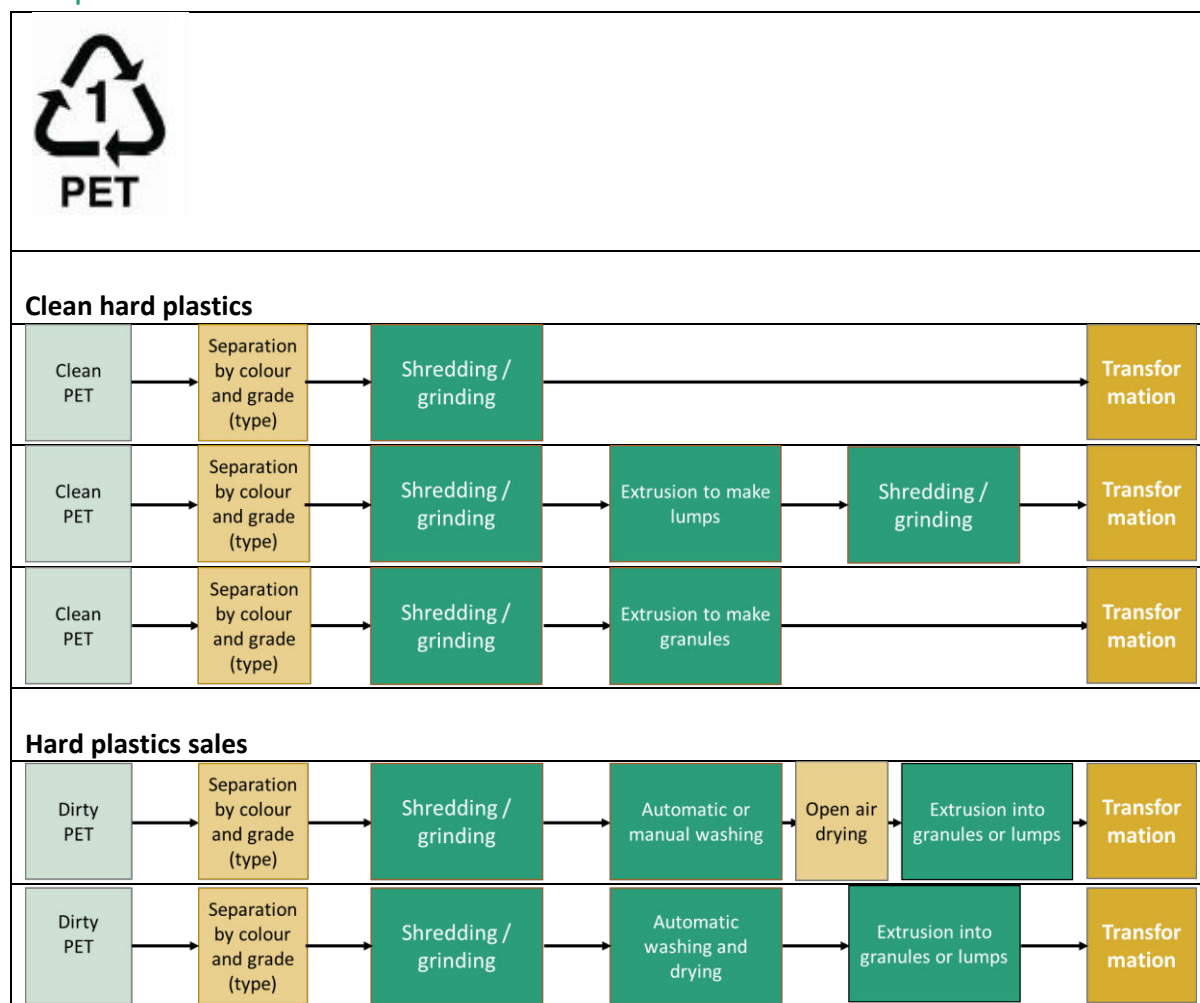 1
PET
Clean hard plastics
Clean
PET
Separation
by colour
and grade
(type)
Shredding /
grinding
Transfor
mation
Clean
PET
Separation
by colour
and grade
(type)
Shredding /
grinding
Extrusion to make
lumps
Shredding /
grinding
Transfor
mation
Clean
PET
Separation
by colour
and grade
(type)
Shredding /
grinding
Extrusion to make
granules
Transfor
mation
Hard plastics sales
Dirty
PET
Separation
by colour
and grade
(type)
Shredding /
grinding
Automatic or
manual washing
Open air
drying
Extrusion into
granules or lumps
Transfor
mation
Dirty
PET
Separation
by colour
and grade
(type)
Shredding /
grinding
Automatic
washing and
drying
Extrusion into
granules or lumps
Transfor
mation